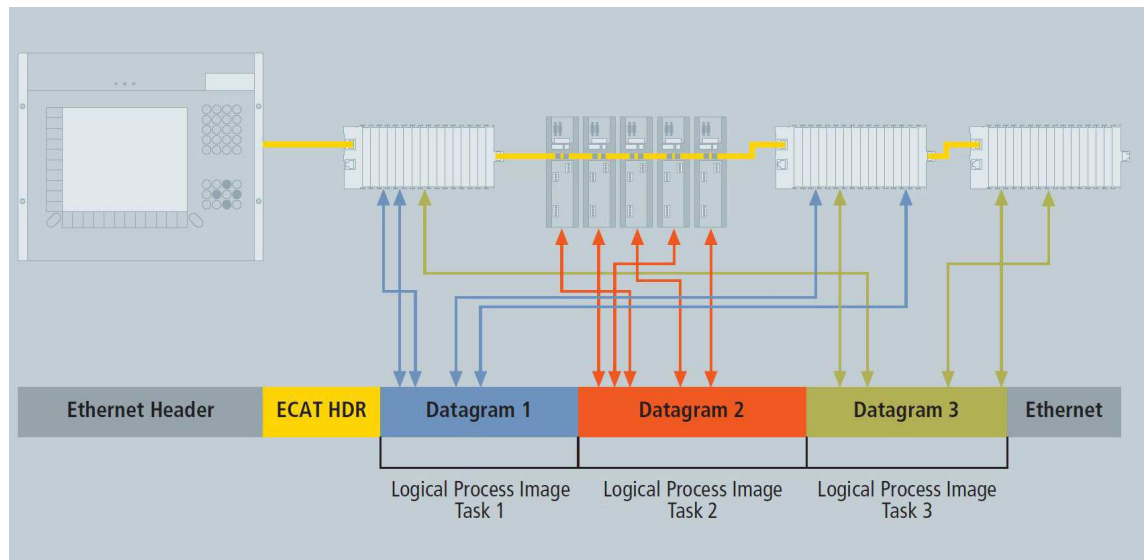 Ethernet Header
ECAT HDR
Datagram 1
Datagram 2
Datagram 3
Ethernet
Logical Process Image
Task 1
Logical Process Image
Task 2
Logical Process Image
Task 3